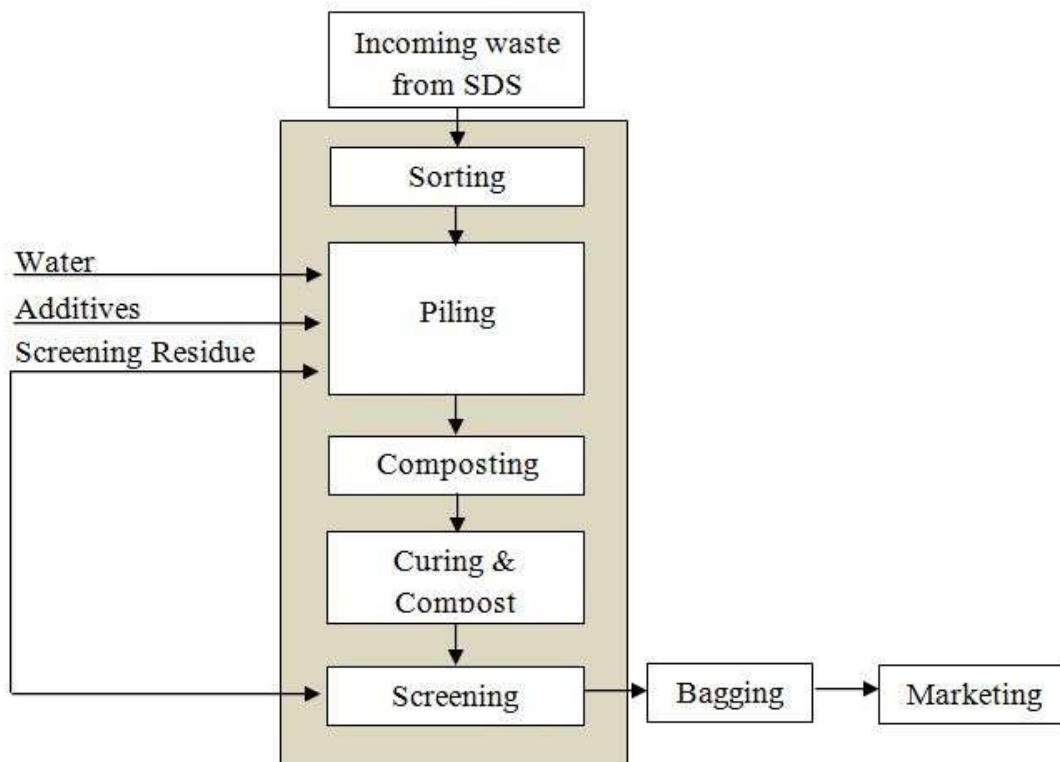 Incoming waste
from SDS
Sorting
Water
Additives
Screening Residue
Piling
Composting
Curing &
Compost
Screening
Bagging
Marketing